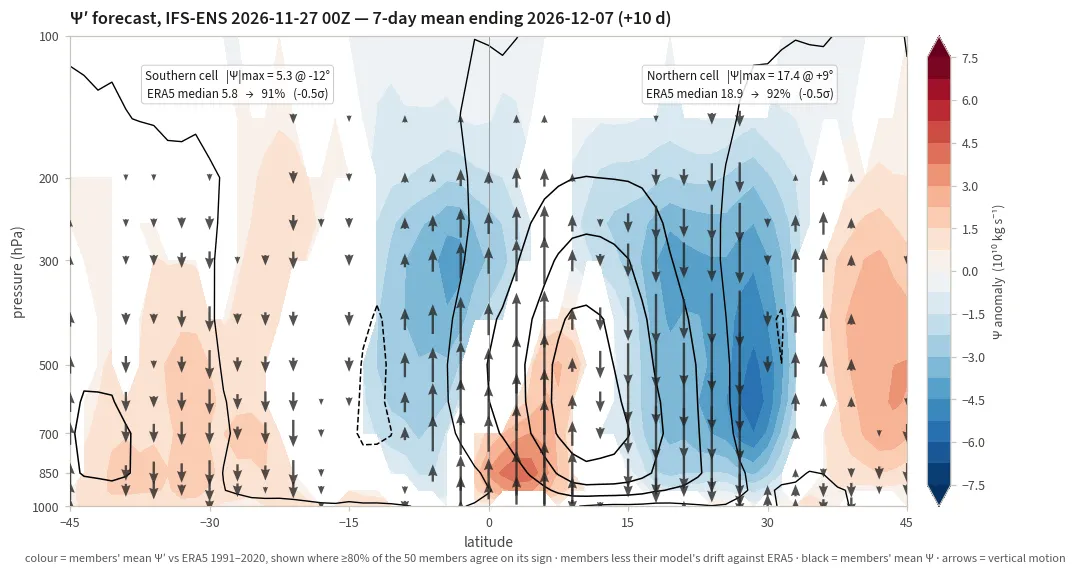 Ψ′ forecast, IFS-ENS 2026-11-27 00Z — 7-day mean ending 2026-12-07 (+10 d)
Southern cell |Ψ|max = 5.3 @ -12°
ERA5 median 5.8 → 91% (-0.5σ)
Northern cell |Ψ|max = 17.4 @ +9°
ERA5 median 18.9 → 92% (-0.5σ)
100
200
300
500
700
850
1000
pressure (hPa)
−45
−30
−15
0
15
30
45
latitude
7.5
6.0
4.5
3.0
1.5
0.0
−1.5
−3.0
−4.5
−6.0
−7.5
Ψ anomaly (10¹⁰ kg s⁻¹)
colour = members' mean Ψ′ vs ERA5 1991–2020, shown where ≥80% of the 50 members agree on its sign · members less their model's drift against ERA5 · black = members' mean Ψ · arrows = vertical motion